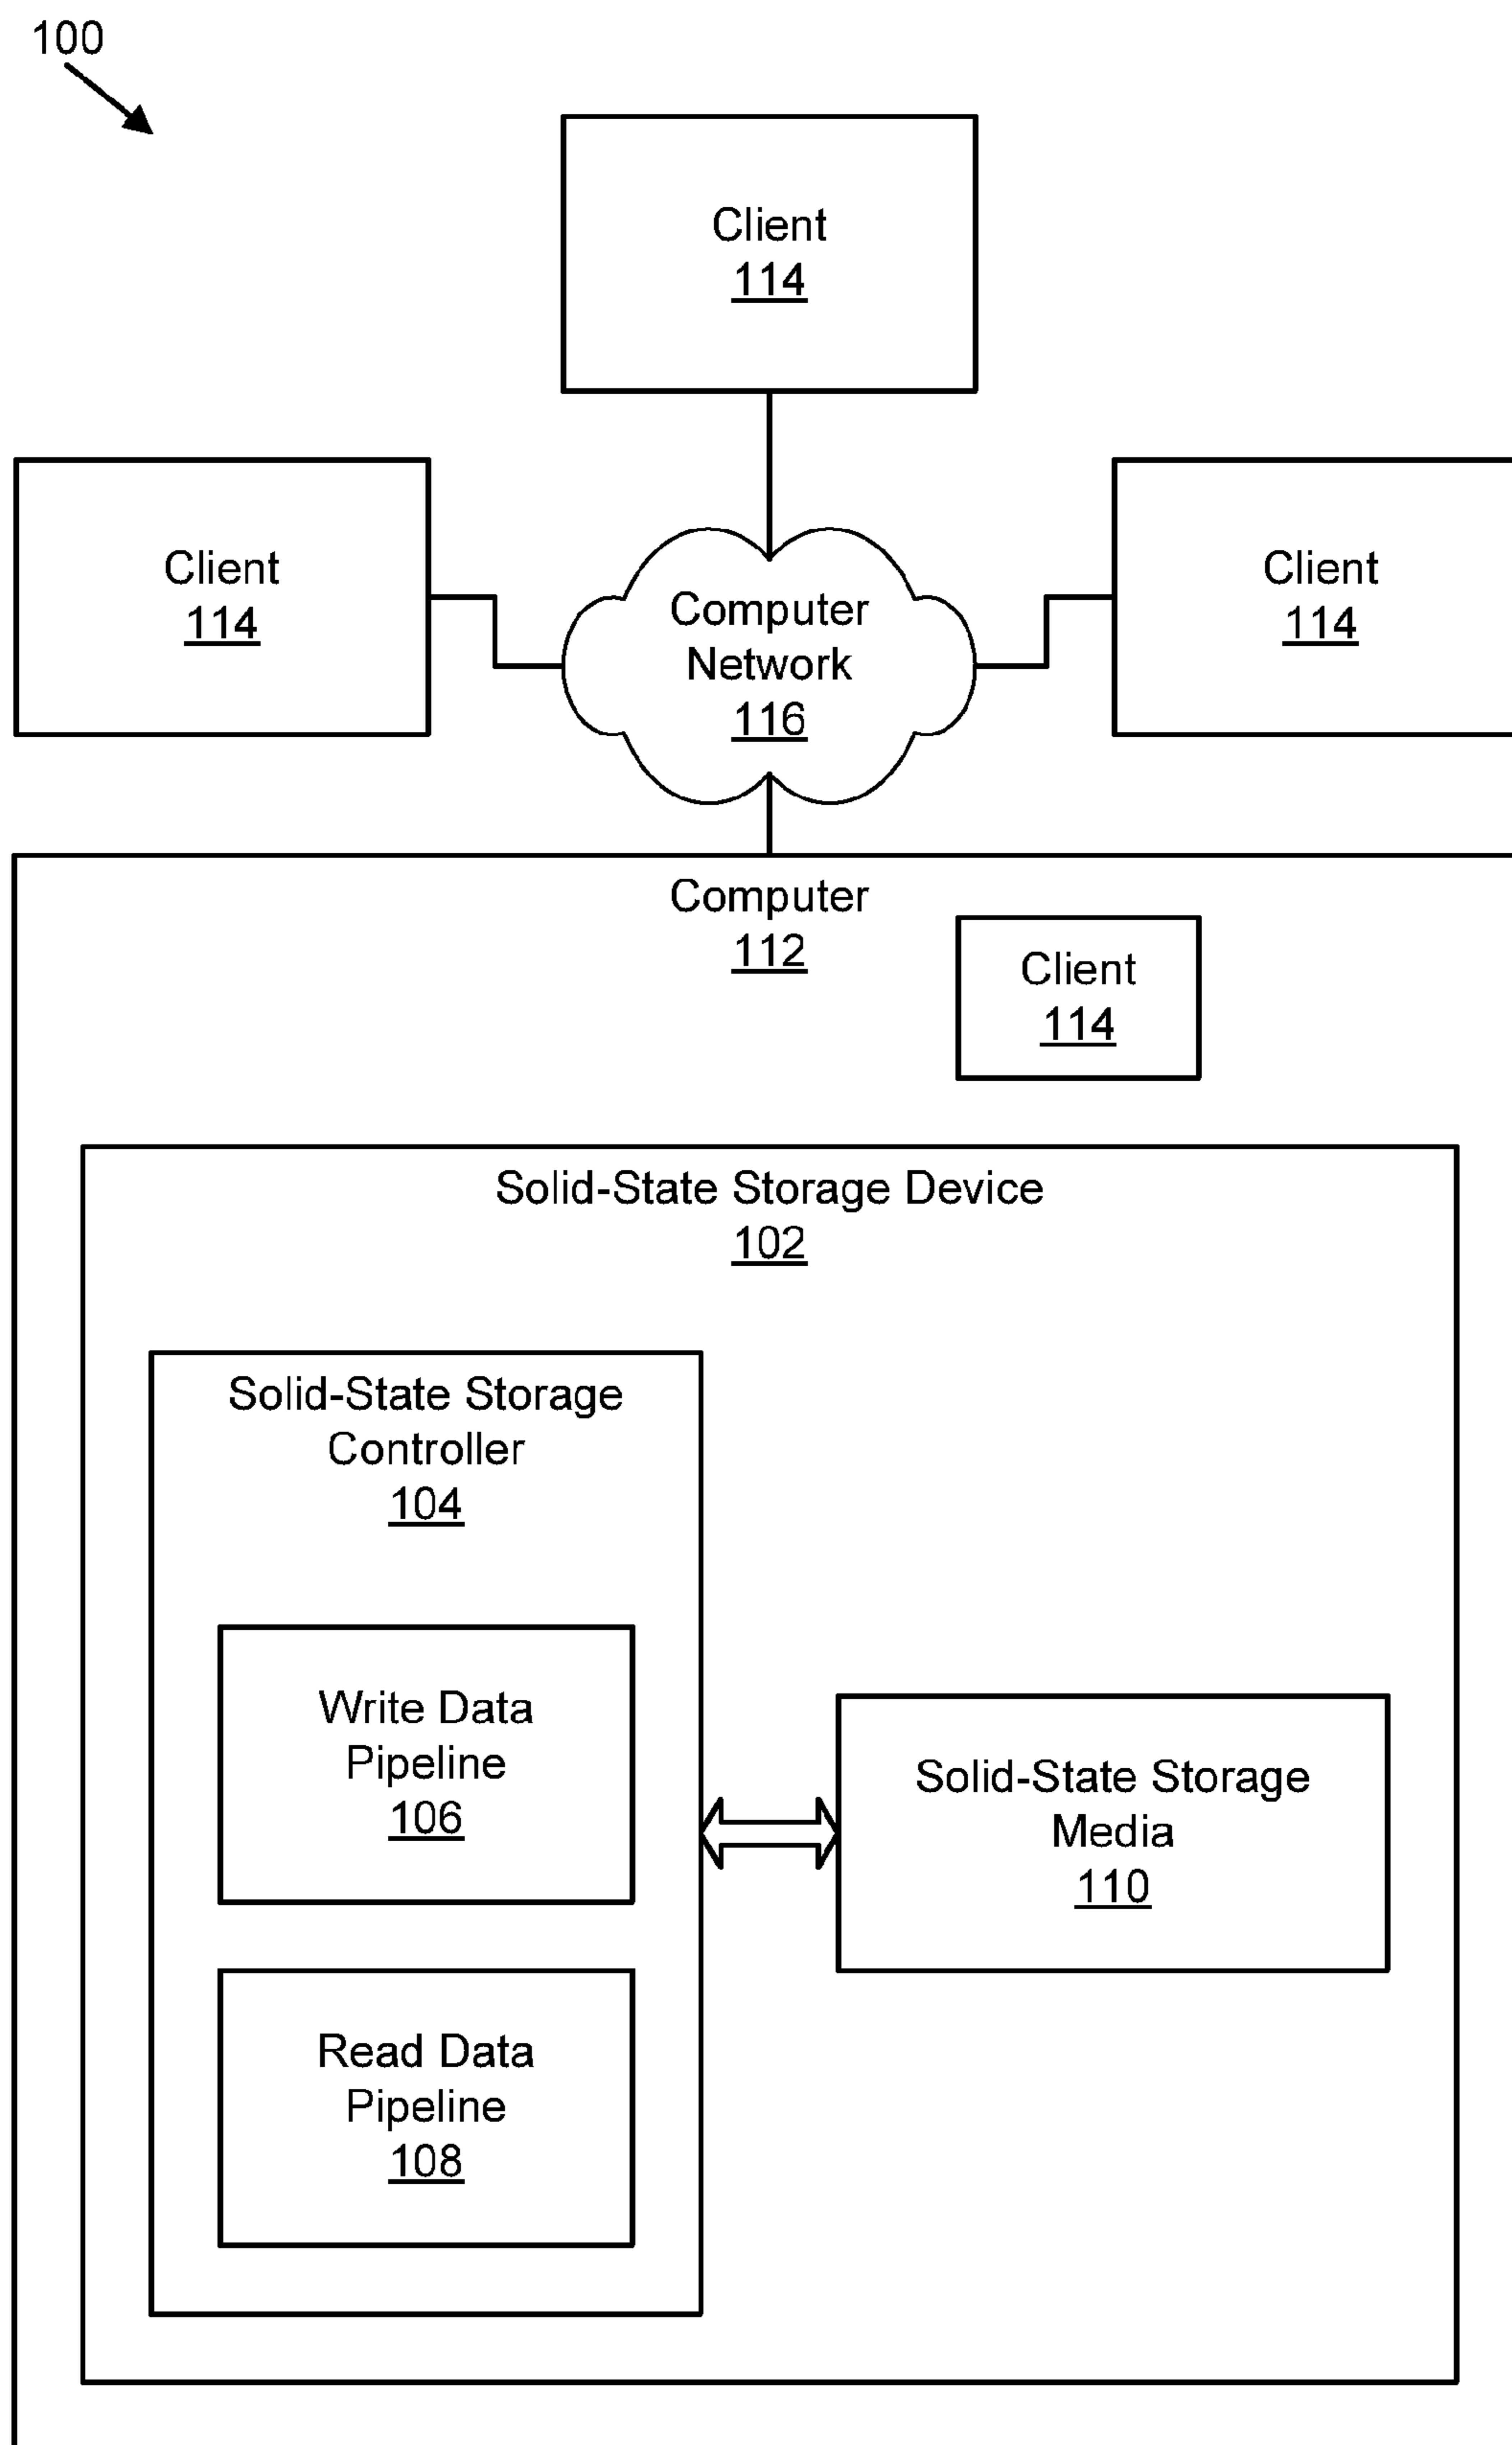 100
Client
114
Client
114
Client
114
Computer
Network
116
Computer
112
Client
114
Solid-State Storage Device
102
Solid-State Storage
Controller
104
Write Data
Pipeline
106
Solid-State Storage
Media
110
Read Data
Pipeline
108